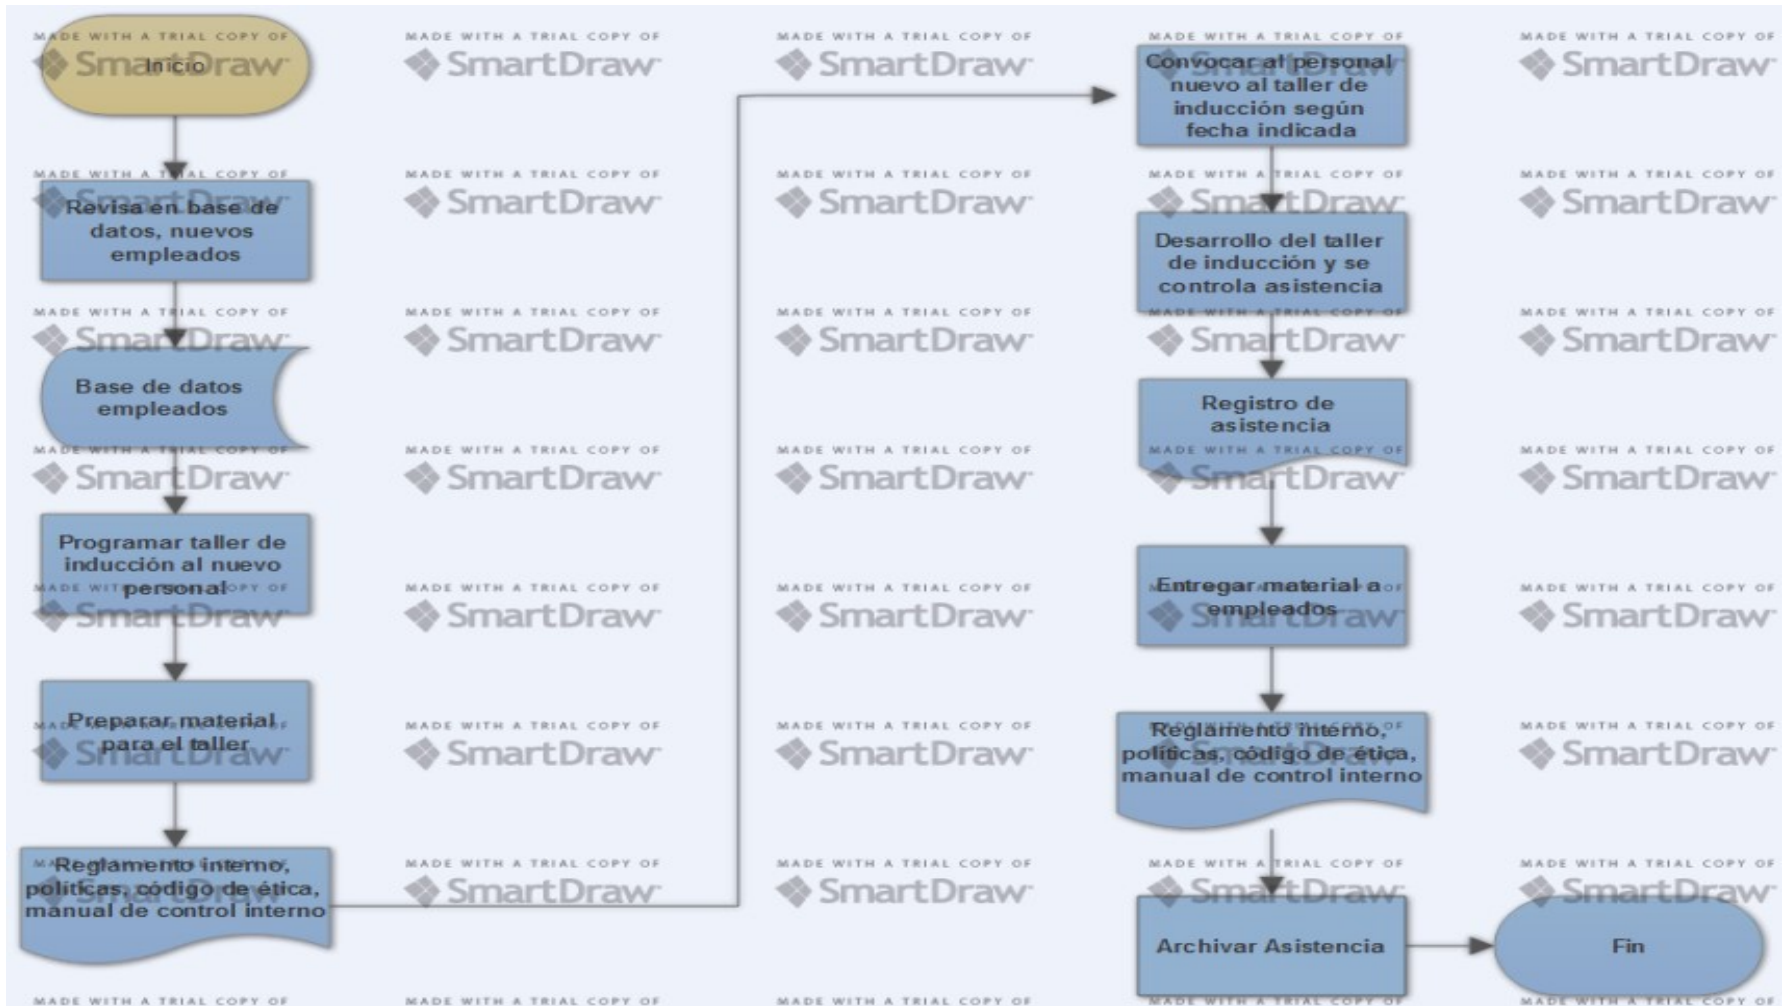 Inicio
Revisa en base de
datos, nuevos
empleados
Base de datos
empleados
Programar taller de
inducción al nuevo
personal
Preparar material
para el taller
Reglamento interno,
políticas, código de ética,
manual de control interno
Convocar al personal
nuevo al taller de
inducción según
fecha indicada
Desarrollo del taller
de inducción y se
controla asistencia
Registro de
asistencia
Entregar material a
empleados
Reglamento interno,
políticas, código de ética,
manual de control interno
Archivar Asistencia
Fin
MADE WITH A TRIAL COPY OF
SmartDraw